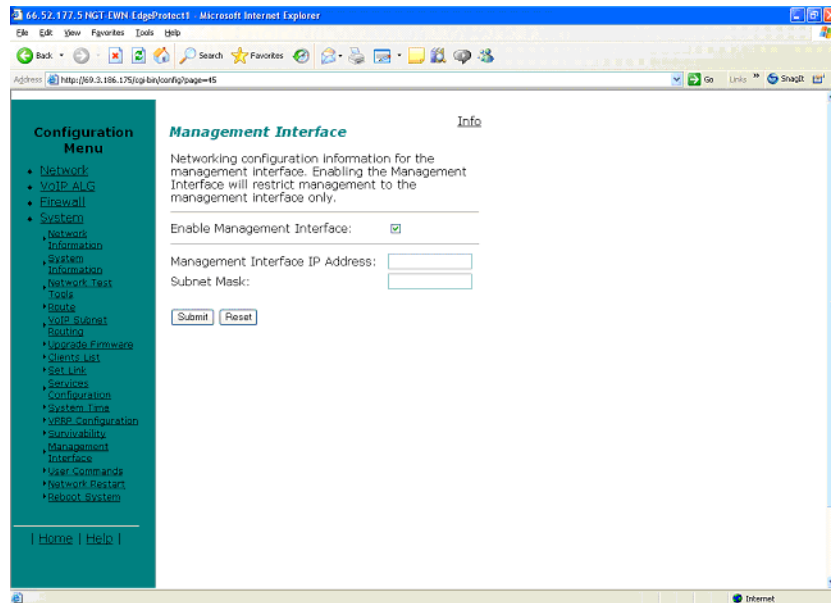 66.52.177.5 NGT-EWN-EdgeProtect1 - Microsoft Internet Explorer
File Edit View Favorites Tools Help
Back Search Favorites
Address http://69.3.186.175/cgi-bin/config?page=45 Go Links » SnagIt
Configuration Menu
Network
VoIP ALG
Firewall
System
Network Information
System Information
Network Test Tools
Route
VoIP Subnet Routing
Upgrade Firmware
Clients List
Set Link
Services Configuration
System Time
VRRP Configuration
Survivability
Management Interface
User Commands
Network Restart
Reboot System
| Home | Help |
Info
Management Interface
Networking configuration information for the
management interface. Enabling the Management
Interface will restrict management to the
management interface only.
Enable Management Interface:
Management Interface IP Address:
Subnet Mask:
Submit Reset
Internet